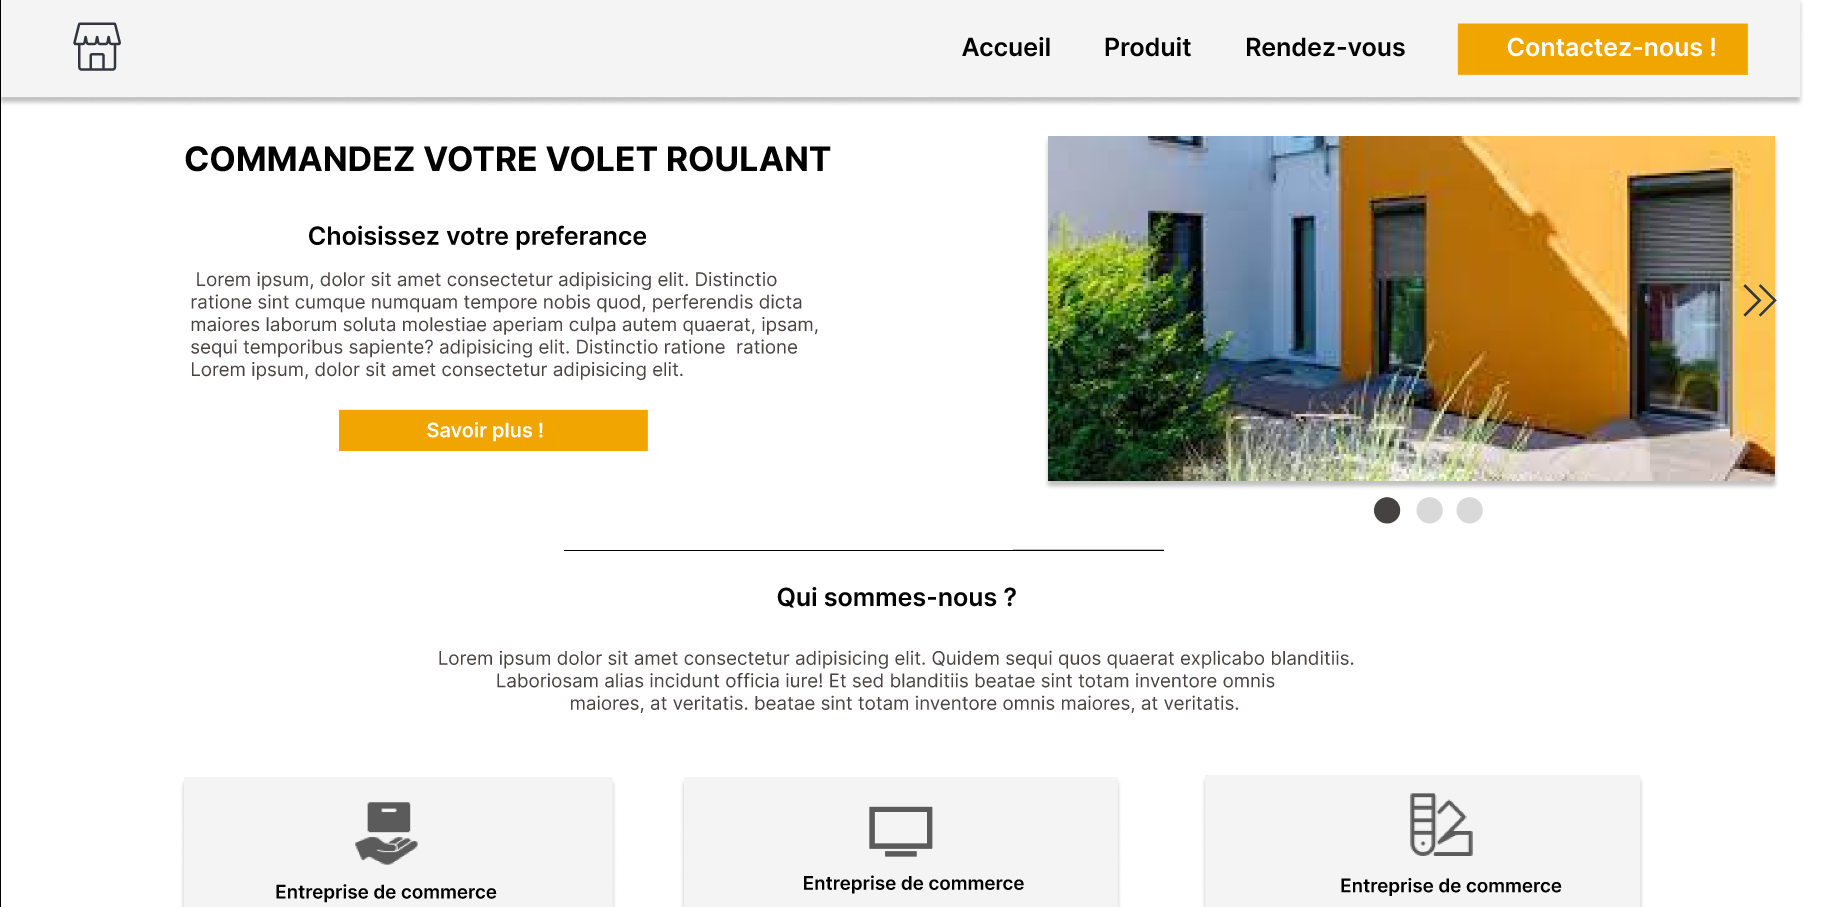 Accueil Produit Rendez-vous Contactez-nous !
COMMANDEZ VOTRE VOLET ROULANT
Choisissez votre preferance
Lorem ipsum, dolor sit amet consectetur adipisicing elit. Distinctio
ratione sint cumque numquam tempore nobis quod, perferendis dicta
maiores laborum soluta molestiae aperiam culpa autem quaerat, ipsam,
sequi temporibus sapiente? adipisicing elit. Distinctio ratione  ratione
Lorem ipsum, dolor sit amet consectetur adipisicing elit.
Savoir plus !
Qui sommes-nous ?
Lorem ipsum dolor sit amet consectetur adipisicing elit. Quidem sequi quos quaerat explicabo blanditiis.
Laboriosam alias incidunt officia iure! Et sed blanditiis beatae sint totam inventore omnis
maiores, at veritatis. beatae sint totam inventore omnis maiores, at veritatis.
Entreprise de commerce
Entreprise de commerce
Entreprise de commerce